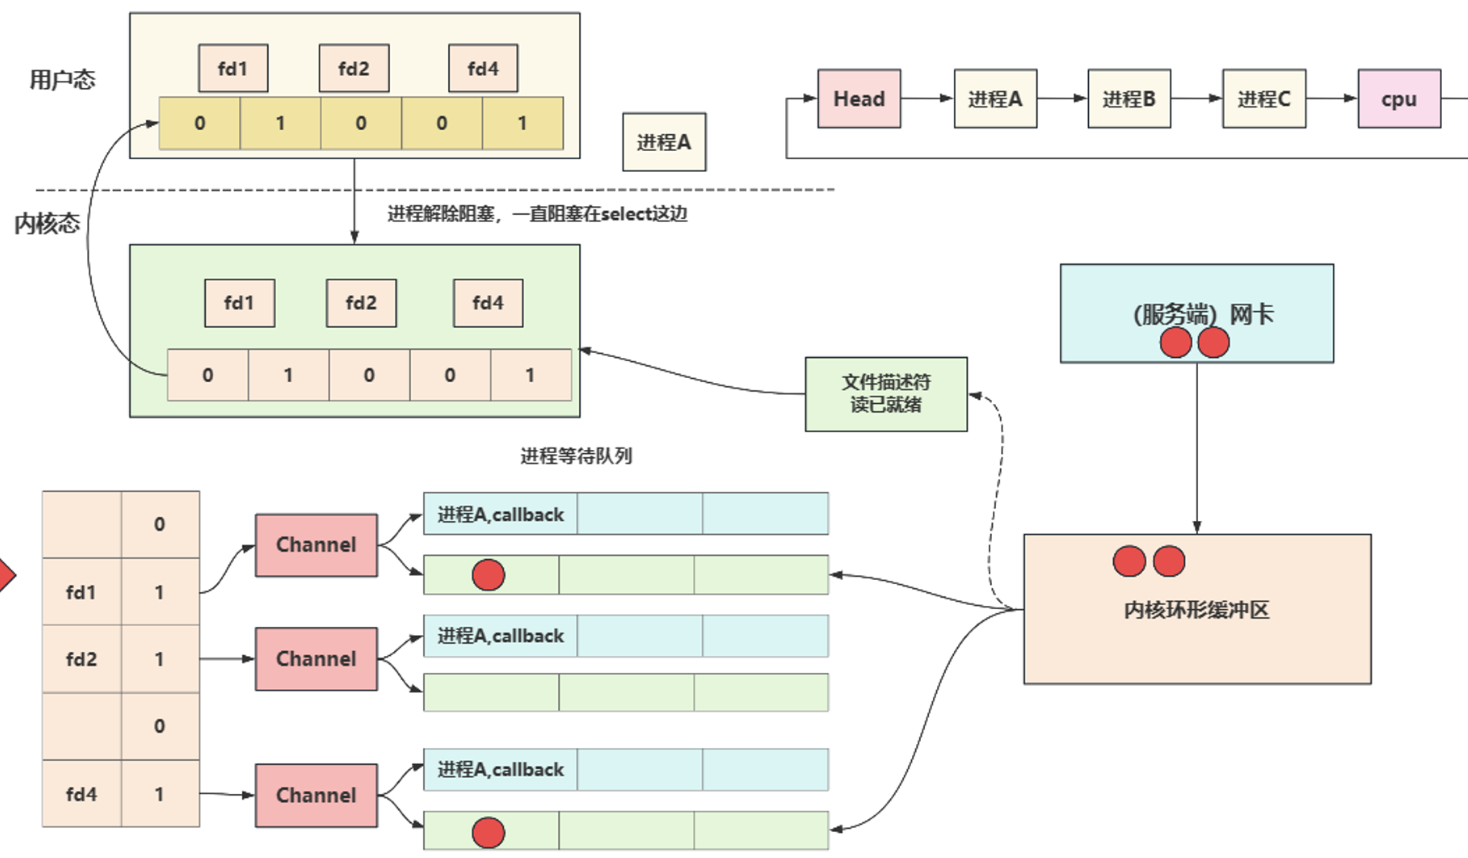 用户态
fd1
fd2
fd4
0
1
0
0
1
进程A
Head
进程A
进程B
进程C
cpu
内核态
进程解除阻塞，一直阻塞在select这边
fd1
fd2
fd4
0
1
0
0
1
（服务端）网卡
文件描述符
读已就绪
进程等待队列
0
fd1
1
fd2
1
0
fd4
1
Channel
进程A,callback
Channel
进程A,callback
Channel
进程A,callback
内核环形缓冲区